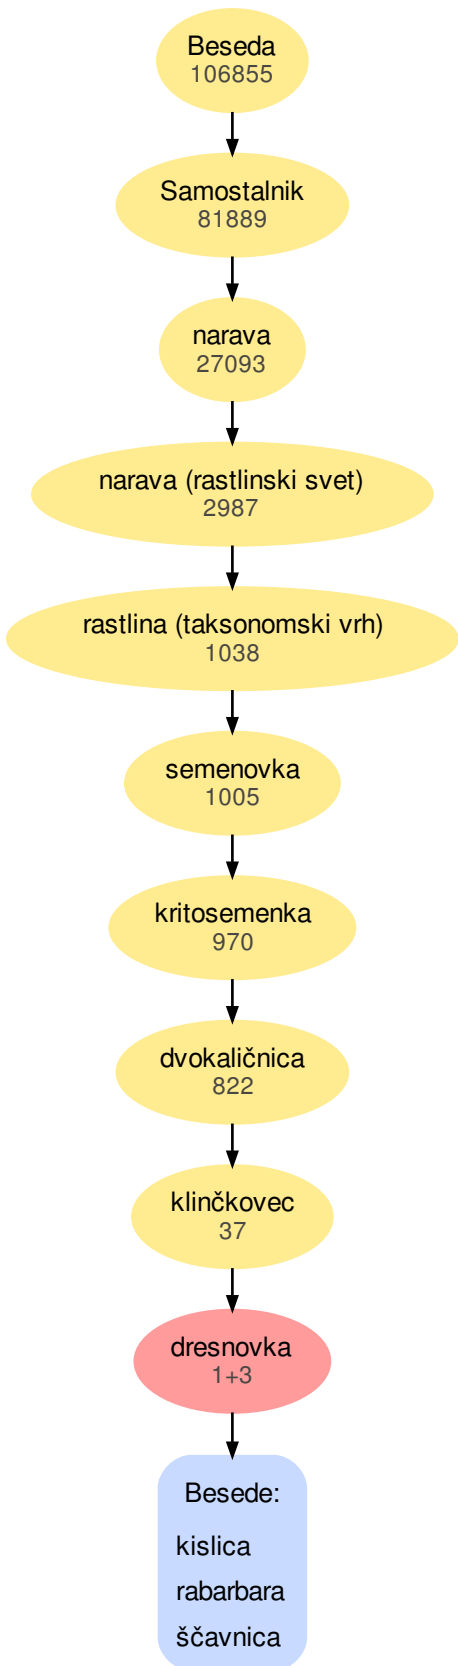 Beseda
106855
Samostalnik
81889
narava
27093
narava (rastlinski svet)
2987
rastlina (taksonomski vrh)
1038
semenovka
1005
kritosemenka
970
dvokaličnica
822
klinčkovec
37
dresnovka
1+3
Besede:
kislica
rabarbara
ščavnica